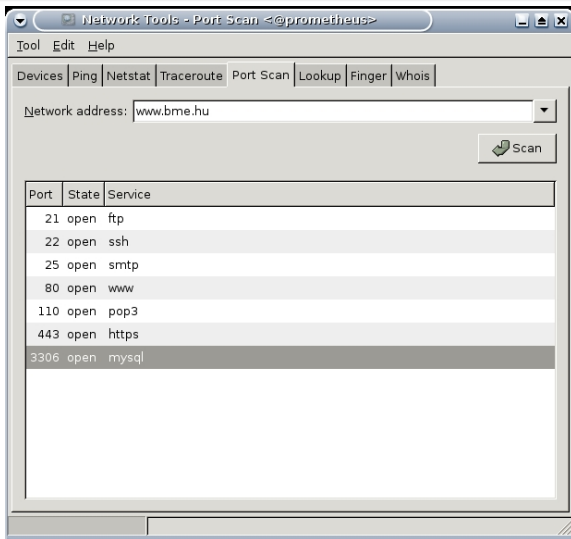 Network Tools - Port Scan <@prometheus>
Tool Edit Help
Devices Ping Netstat Traceroute Port Scan Lookup Finger Whois
Network address: www.bme.hu
Scan
Port State Service
21 open ftp
22 open ssh
25 open smtp
80 open www
110 open pop3
443 open https
3306 open mysql